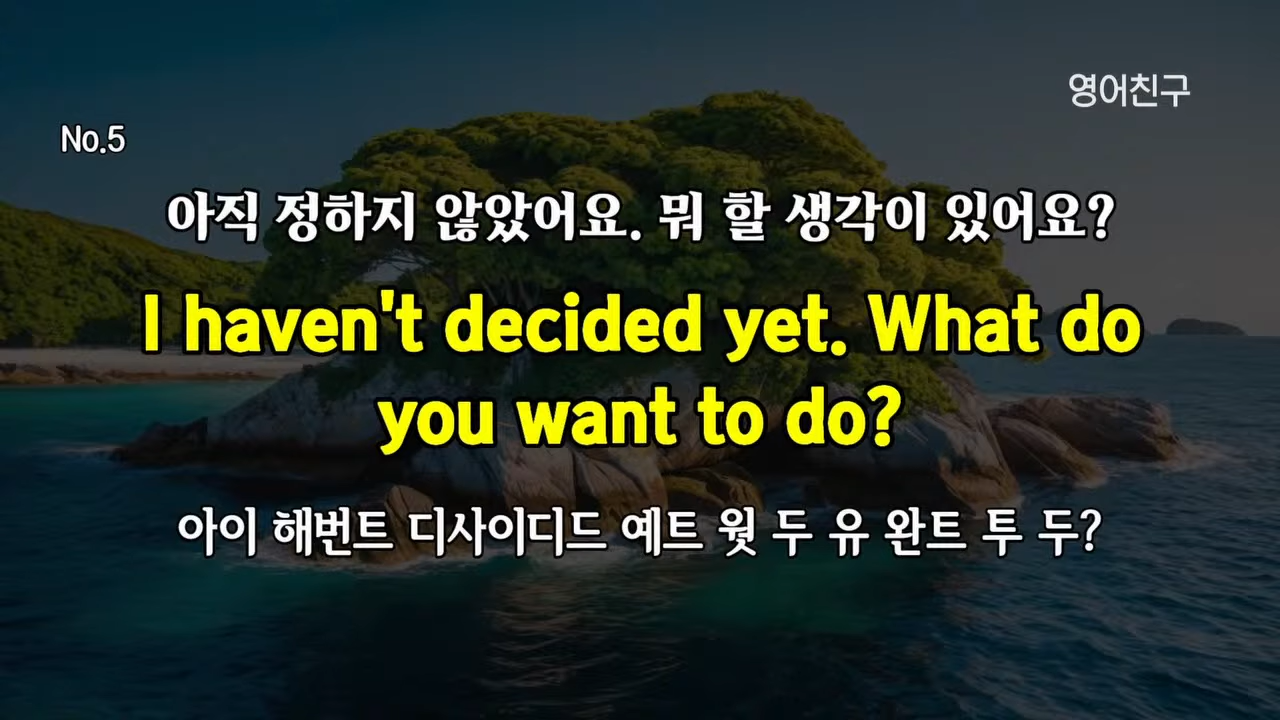 영어친구
No.5
아직 정하지 않았어요. 뭐 할 생각이 있어요?
I haven't decided yet. What do
you want to do?
아이 해번트 디사이디드 예트 웟 두 유 완트 투 두?